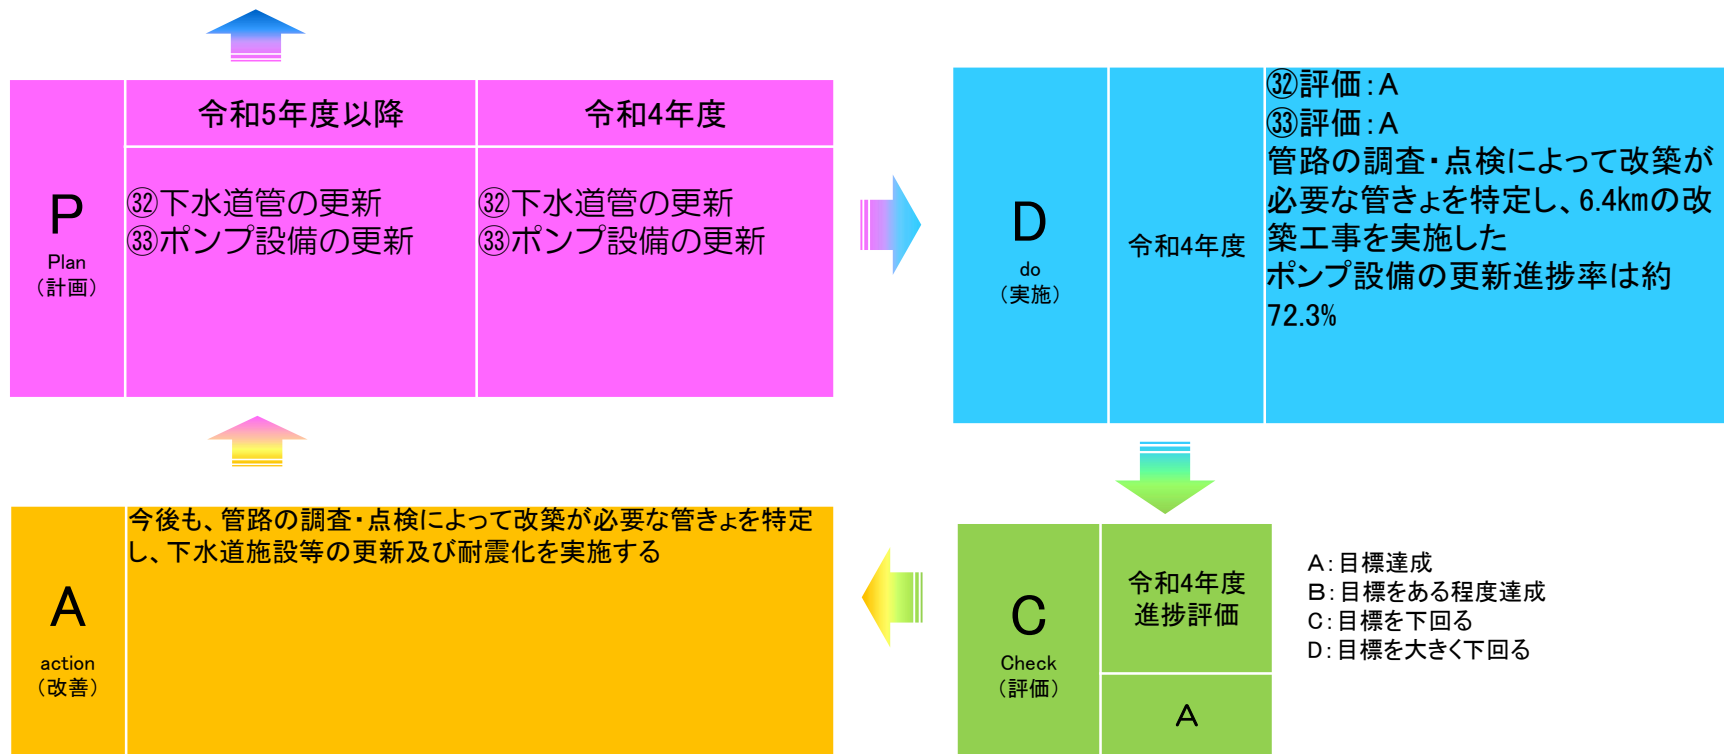 P
Plan
（計画）
令和5年度以降
令和4年度
㉜下水道管の更新
㉝ポンプ設備の更新
㉜下水道管の更新
㉝ポンプ設備の更新
D
do
（実施）
令和4年度
㉜評価：A
㉝評価：A
管路の調査・点検によって改築が
必要な管きょを特定し、6.4kmの改
築工事を実施した
ポンプ設備の更新進捗率は約
72.3%
A
action
（改善）
今後も、管路の調査・点検によって改築が必要な管きょを特定
し、下水道施設等の更新及び耐震化を実施する
C
Check
（評価）
令和4年度
進捗評価
A
A：目標達成
B：目標をある程度達成
C：目標を下回る
D：目標を大きく下回る